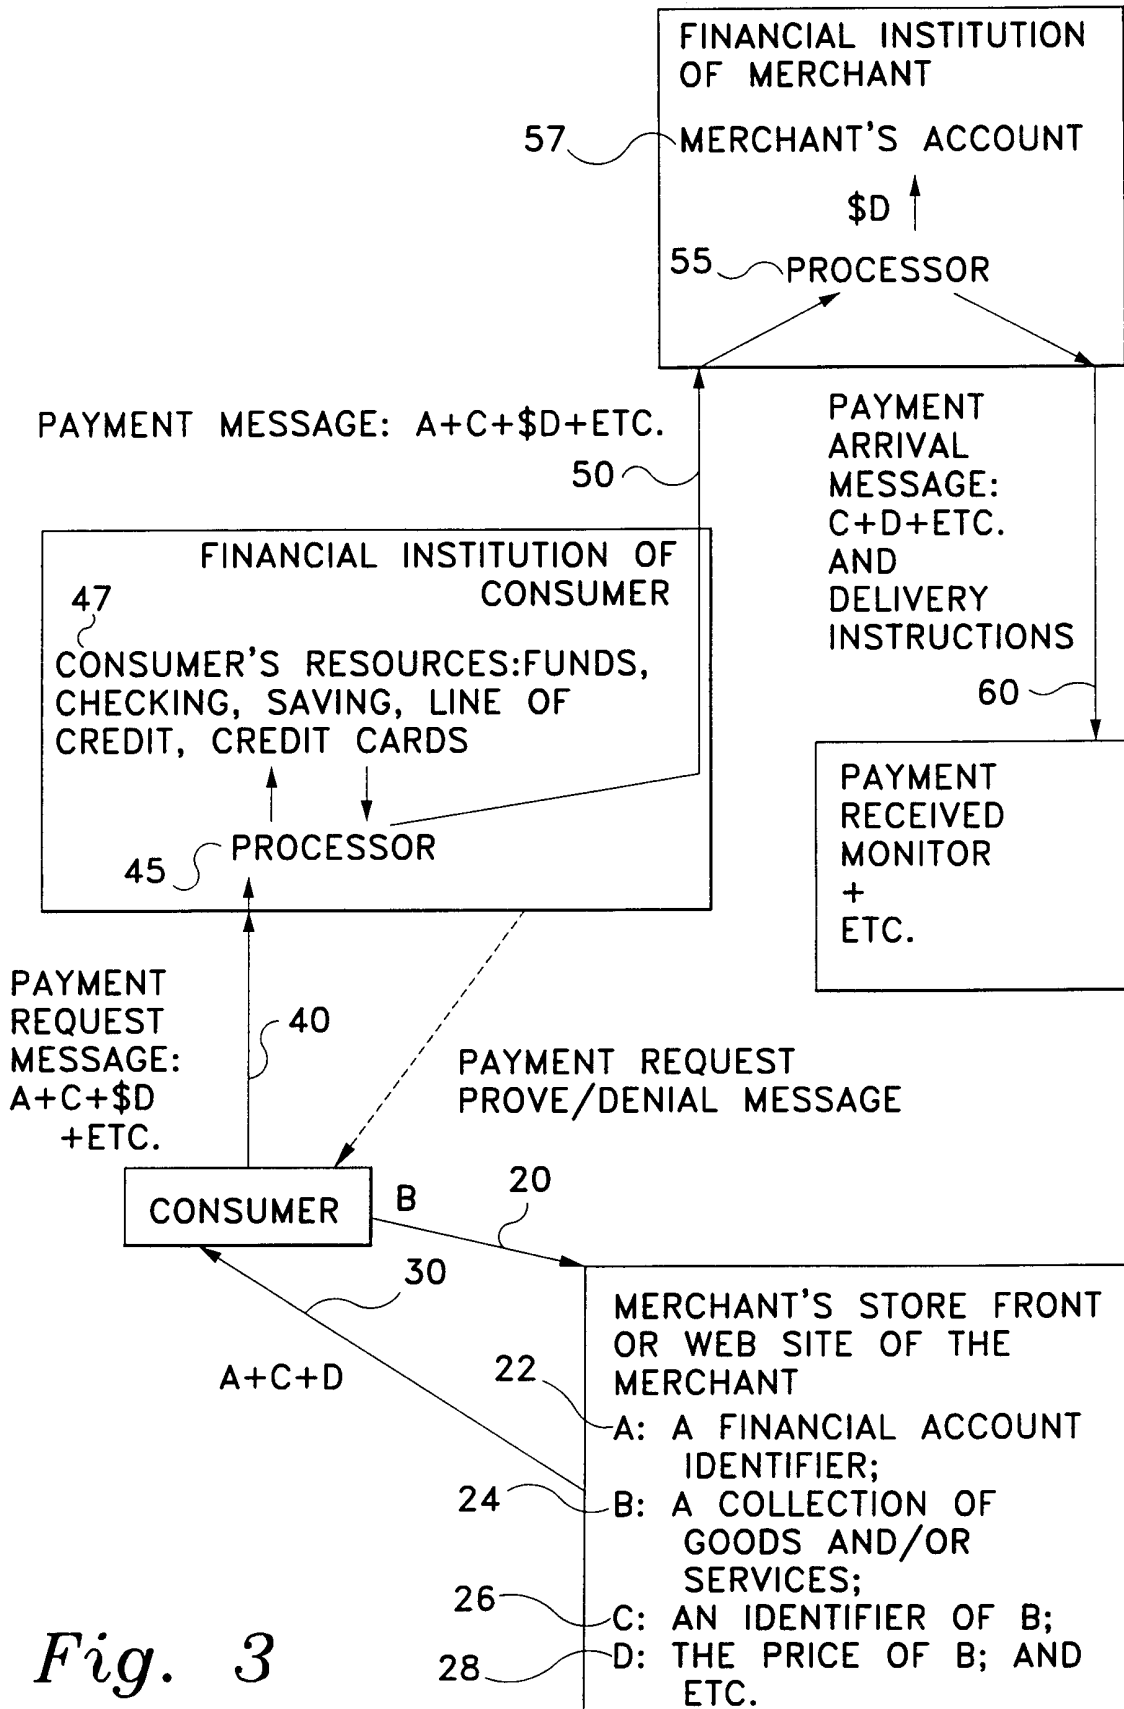 FINANCIAL INSTITUTION
OF MERCHANT
57
MERCHANT'S ACCOUNT
$D
55
PROCESSOR
PAYMENT MESSAGE: A+C+$D+ETC.
50
PAYMENT
ARRIVAL
MESSAGE:
C+D+ETC.
AND
DELIVERY
INSTRUCTIONS
60
FINANCIAL INSTITUTION OF
CONSUMER
47
CONSUMER'S RESOURCES:FUNDS,
CHECKING, SAVING, LINE OF
CREDIT, CREDIT CARDS
PROCESSOR
45
PAYMENT
RECEIVED
MONITOR
+
ETC.
PAYMENT
REQUEST
MESSAGE:
A+C+$D
+ETC.
40
PAYMENT REQUEST
PROVE/DENIAL MESSAGE
CONSUMER
B
20
30
A+C+D
MERCHANT'S STORE FRONT
OR WEB SITE OF THE
MERCHANT
22
A: A FINANCIAL ACCOUNT
IDENTIFIER;
24
B: A COLLECTION OF
GOODS AND/OR
SERVICES;
26
C: AN IDENTIFIER OF B;
28
D: THE PRICE OF B; AND
ETC.
Fig. 3